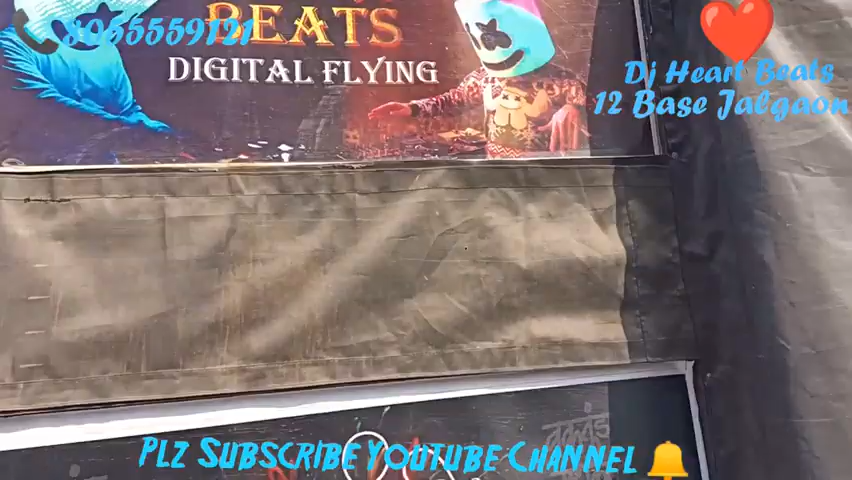 8055559121
BEATS
DIGITAL FLYING
Dj Heart Beats
12 Base Jalgaon
Plz Subscribe Youtube Channel